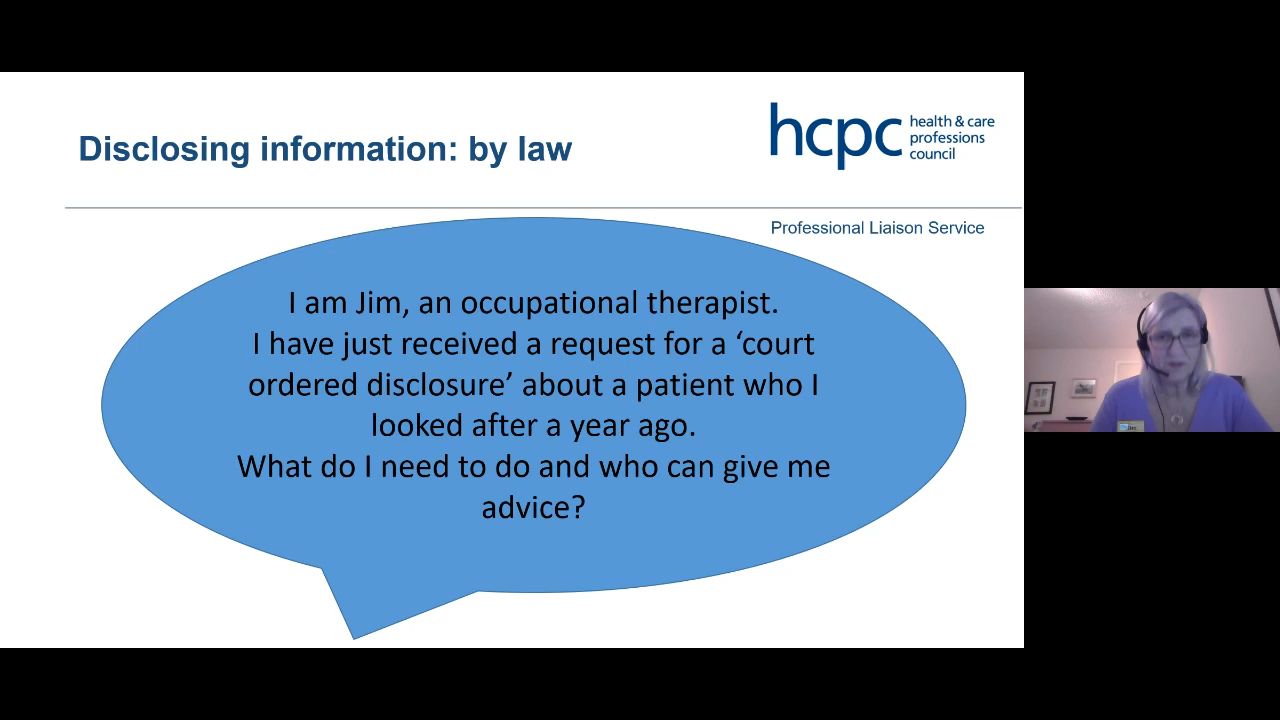 Disclosing information: by law
hcpc
health & care
professions
council
Professional Liaison Service
I am Jim, an occupational therapist.
I have just received a request for a ‘court
ordered disclosure’ about a patient who I
looked after a year ago.
What do I need to do and who can give me
advice?